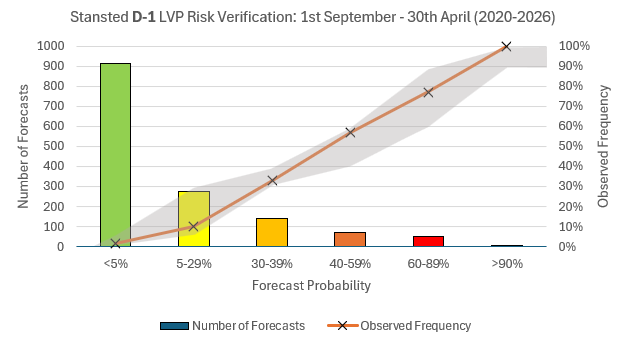 Stansted D-1 LVP Risk Verification: 1st September - 30th April (2020-2026)
1000 100%
900 90%
800 80%
700 70%
600 60%
500 50%
400 40%
300 30%
200 20%
100 10%
0 0%
Number of Forecasts
Observed Frequency
<5% 5-29% 30-39% 40-59% 60-89% >90%
Forecast Probability
Number of Forecasts Observed Frequency